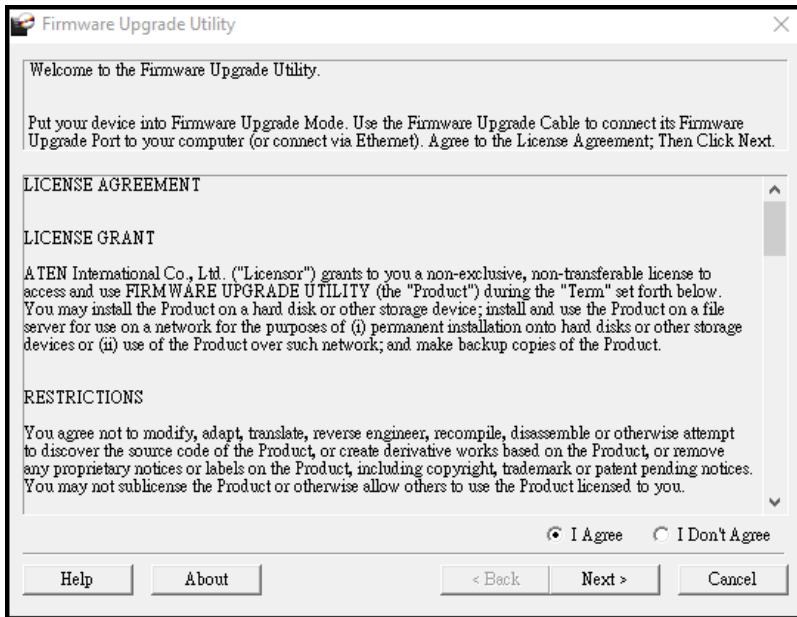 Firmware Upgrade Utility
Welcome to the Firmware Upgrade Utility.
Put your device into Firmware Upgrade Mode. Use the Firmware Upgrade Cable to connect its Firmware
Upgrade Port to your computer (or connect via Ethernet). Agree to the License Agreement; Then Click Next.
LICENSE AGREEMENT
LICENSE GRANT
ATEN International Co., Ltd. ("Licensor") grants to you a non-exclusive, non-transferable license to
access and use FIRMWARE UPGRADE UTILITY (the "Product") during the "Term" set forth below.
You may install the Product on a hard disk or other storage device; install and use the Product on a file
server for use on a network for the purposes of (i) permanent installation onto hard disks or other storage
devices or (ii) use of the Product over such network; and make backup copies of the Product.
RESTRICTIONS
You agree not to modify, adapt, translate, reverse engineer, recompile, disassemble or otherwise attempt
to discover the source code of the Product, or create derivative works based on the Product, or remove
any proprietary notices or labels on the Product, including copyright, trademark or patent pending notices.
You may not sublicense the Product or otherwise allow others to use the Product licensed to you.
I Agree I Don't Agree
Help About < Back Next > Cancel